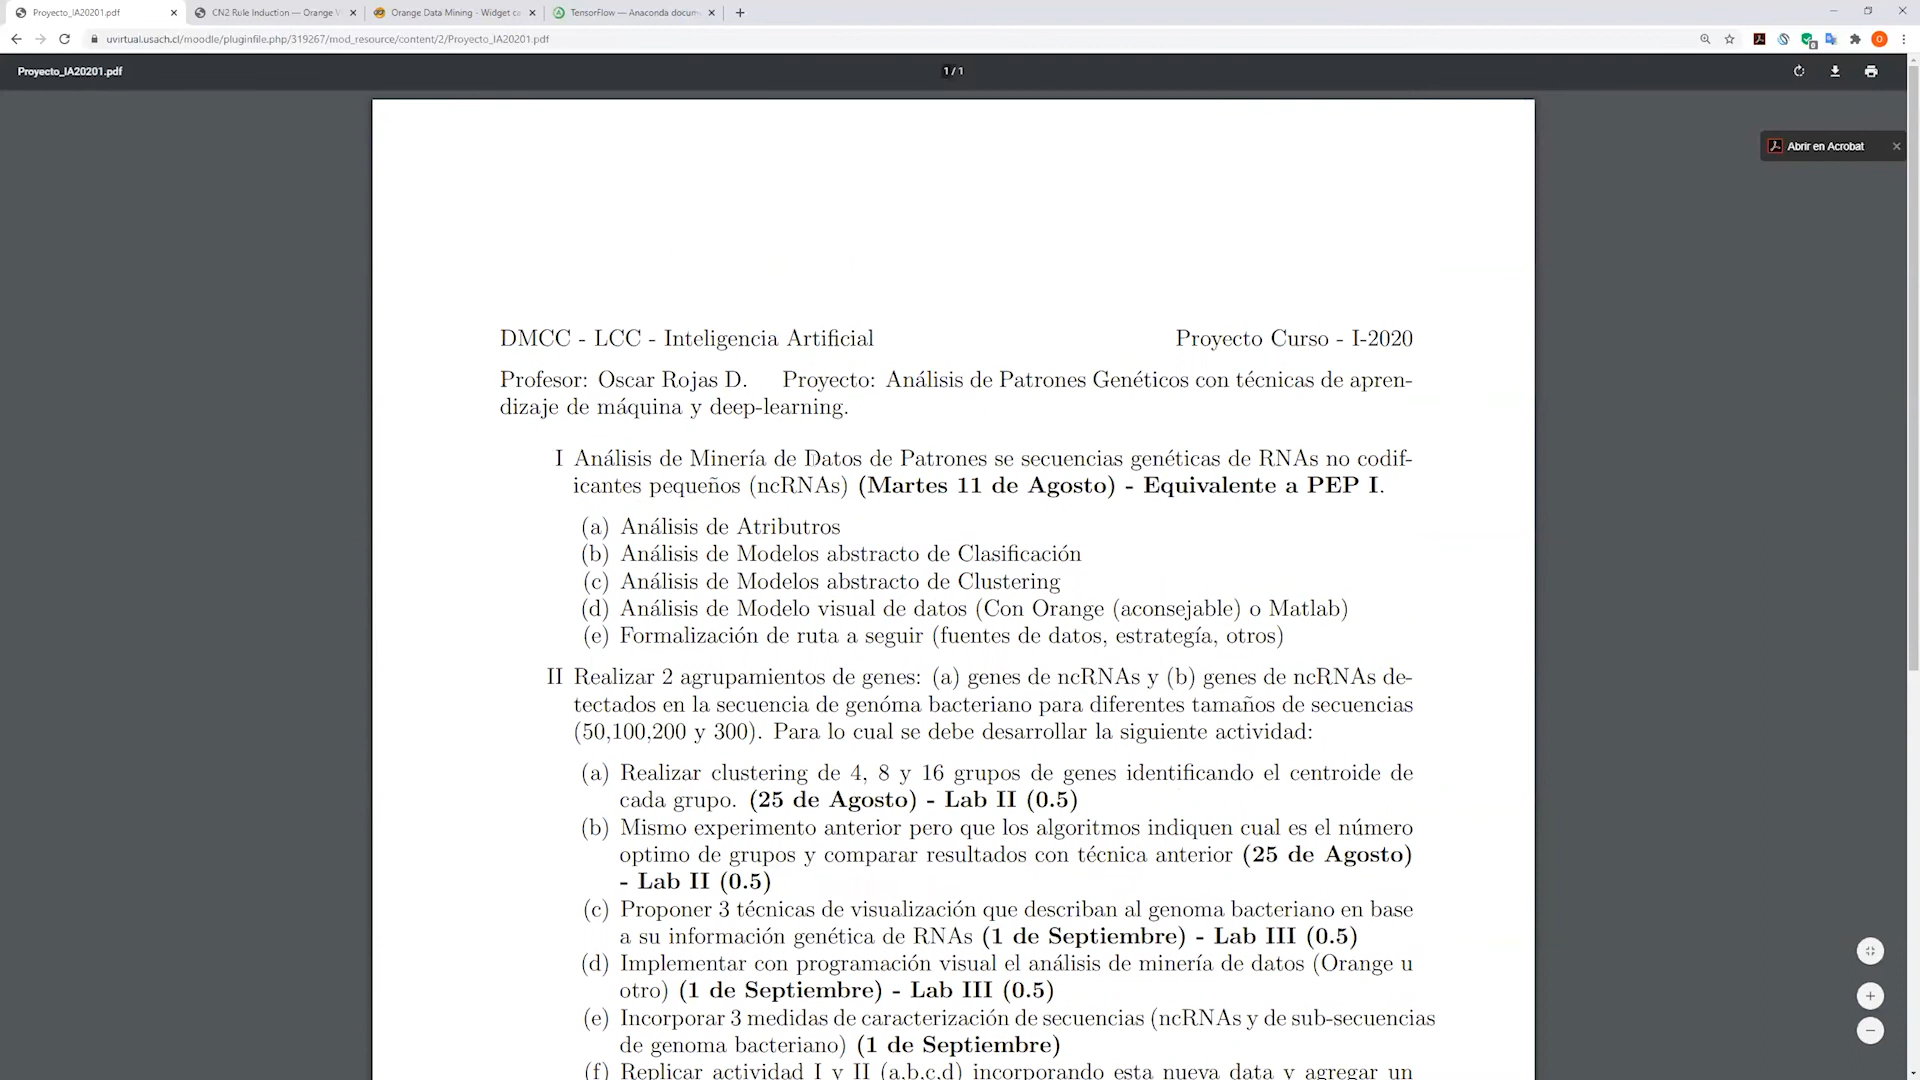 Proyecto_IA20201.pdf
CN2 Rule Induction — Orange V
Orange Data Mining - Widget ca
TensorFlow — Anaconda docum
uvirtual.usach.cl/moodle/pluginfile.php/319267/mod_resource/content/2/Proyecto_IA20201.pdf
Proyecto_IA20201.pdf
1 / 1
Abrir en Acrobat
DMCC - LCC - Inteligencia Artificial
Proyecto Curso - I-2020
Profesor: Oscar Rojas D. Proyecto: Análisis de Patrones Genéticos con técnicas de apren-
dizaje de máquina y deep-learning.
I Análisis de Minería de Datos de Patrones se secuencias genéticas de RNAs no codif-
icantes pequeños (ncRNAs) (Martes 11 de Agosto) - Equivalente a PEP I.
(a) Análisis de Atributros
(b) Análisis de Modelos abstracto de Clasificación
(c) Análisis de Modelos abstracto de Clustering
(d) Análisis de Modelo visual de datos (Con Orange (aconsejable) o Matlab)
(e) Formalización de ruta a seguir (fuentes de datos, estrategía, otros)
II Realizar 2 agrupamientos de genes: (a) genes de ncRNAs y (b) genes de ncRNAs de-
tectados en la secuencia de genóma bacteriano para diferentes tamaños de secuencias
(50,100,200 y 300). Para lo cual se debe desarrollar la siguiente actividad:
(a) Realizar clustering de 4, 8 y 16 grupos de genes identificando el centroide de
cada grupo. (25 de Agosto) - Lab II (0.5)
(b) Mismo experimento anterior pero que los algoritmos indiquen cual es el número
optimo de grupos y comparar resultados con técnica anterior (25 de Agosto)
- Lab II (0.5)
(c) Proponer 3 técnicas de visualización que describan al genoma bacteriano en base
a su información genética de RNAs (1 de Septiembre) - Lab III (0.5)
(d) Implementar con programación visual el análisis de minería de datos (Orange u
otro) (1 de Septiembre) - Lab III (0.5)
(e) Incorporar 3 medidas de caracterización de secuencias (ncRNAs y de sub-secuencias
de genoma bacteriano) (1 de Septiembre)
(f) Replicar actividad I y II (a,b,c,d) incorporando esta nueva data y agregar un